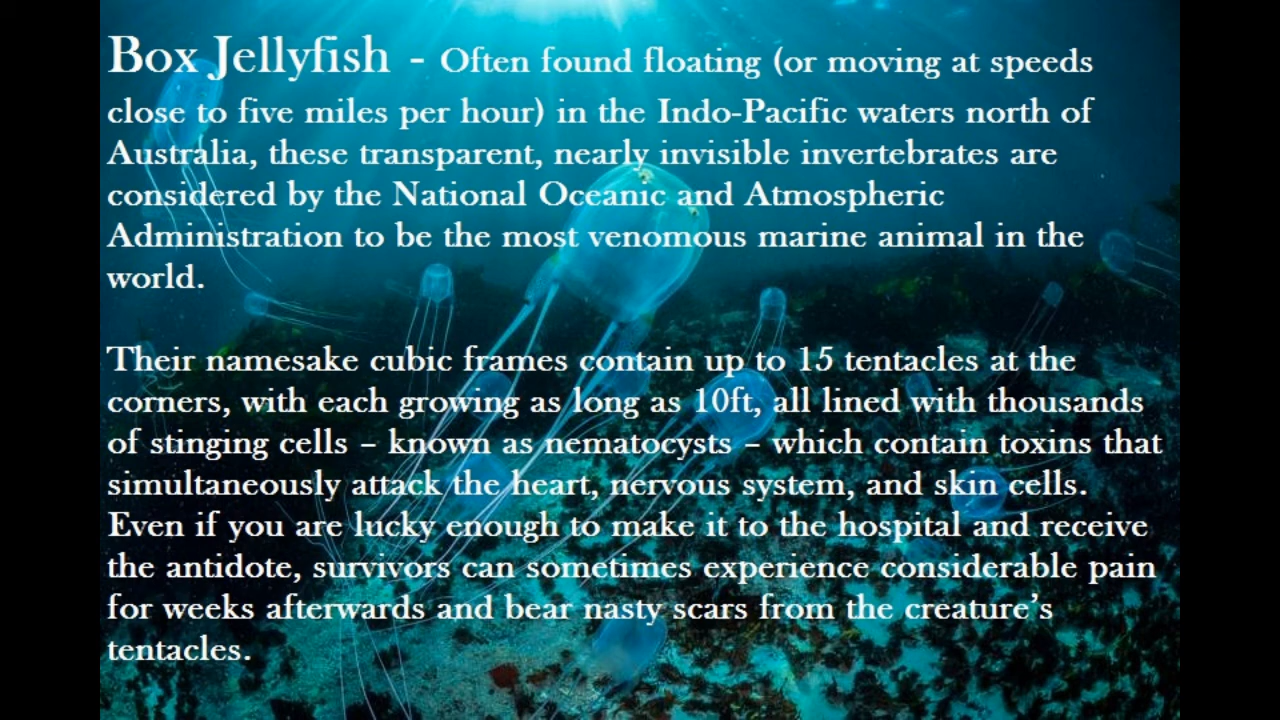 Box Jellyfish - Often found floating (or moving at speeds
close to five miles per hour) in the Indo-Pacific waters north of
Australia, these transparent, nearly invisible invertebrates are
considered by the National Oceanic and Atmospheric
Administration to be the most venomous marine animal in the
world.
Their namesake cubic frames contain up to 15 tentacles at the
corners, with each growing as long as 10ft, all lined with thousands
of stinging cells – known as nematocysts – which contain toxins that
simultaneously attack the heart, nervous system, and skin cells.
Even if you are lucky enough to make it to the hospital and receive
the antidote, survivors can sometimes experience considerable pain
for weeks afterwards and bear nasty scars from the creature’s
tentacles.